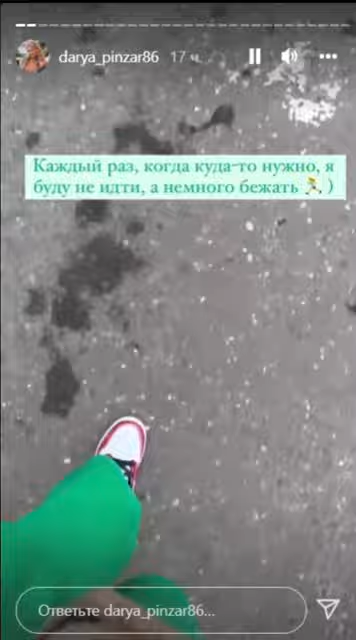 darya_pinzar86 17 ч
Каждый раз, когда куда-то нужно, я
буду не идти, а немного бежать 🏃 )
Ответьте darya_pinzar86...